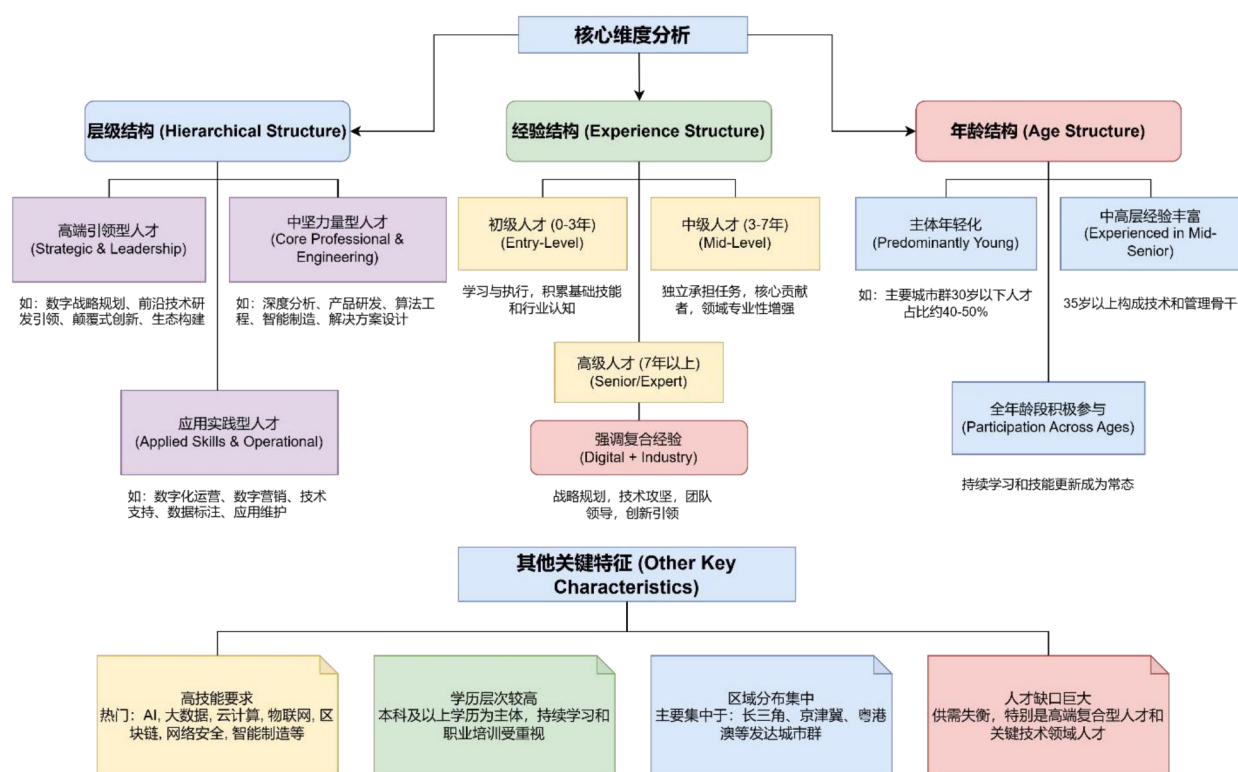 核心维度分析
层级结构 (Hierarchical Structure)
经验结构 (Experience Structure)
年龄结构 (Age Structure)
高端引领型人才
(Strategic & Leadership)
如：数字战略规划、前沿技术研
发引领、颠覆式创新、生态构建
中坚力量型人才
(Core Professional &
Engineering)
如：深度分析、产品研发、算法工
程、智能制造、解决方案设计
应用实践型人才
(Applied Skills & Operational)
如：数字化运营、数字营销、技术
支持、数据标注、应用维护
初级人才 (0-3年)
(Entry-Level)
学习与执行，积累基础技能
和行业认知
中级人才 (3-7年)
(Mid-Level)
独立承担任务，核心贡献
者，领域专业性增强
高级人才 (7年以上)
(Senior/Expert)
强调复合经验
(Digital + Industry)
战略规划，技术攻坚，团队
领导，创新引领
主体年轻化
(Predominantly Young)
如：主要城市群30岁以下人才
占比约40-50%
中高层经验丰富
(Experienced in Mid-
Senior)
35岁以上构成技术和管理骨干
全年龄段积极参与
(Participation Across Ages)
持续学习和技能更新成为常态
其他关键特征 (Other Key
Characteristics)
高技能要求
热门：AI, 大数据, 云计算, 物联网, 区
块链, 网络安全, 智能制造等
学历层次较高
本科及以上学历为主体，持续学习和
职业培训受重视
区域分布集中
主要集中于：长三角、京津冀、粤港
澳等发达城市群
人才缺口巨大
供需失衡，特别是高端复合型人才和
关键技术领域人才